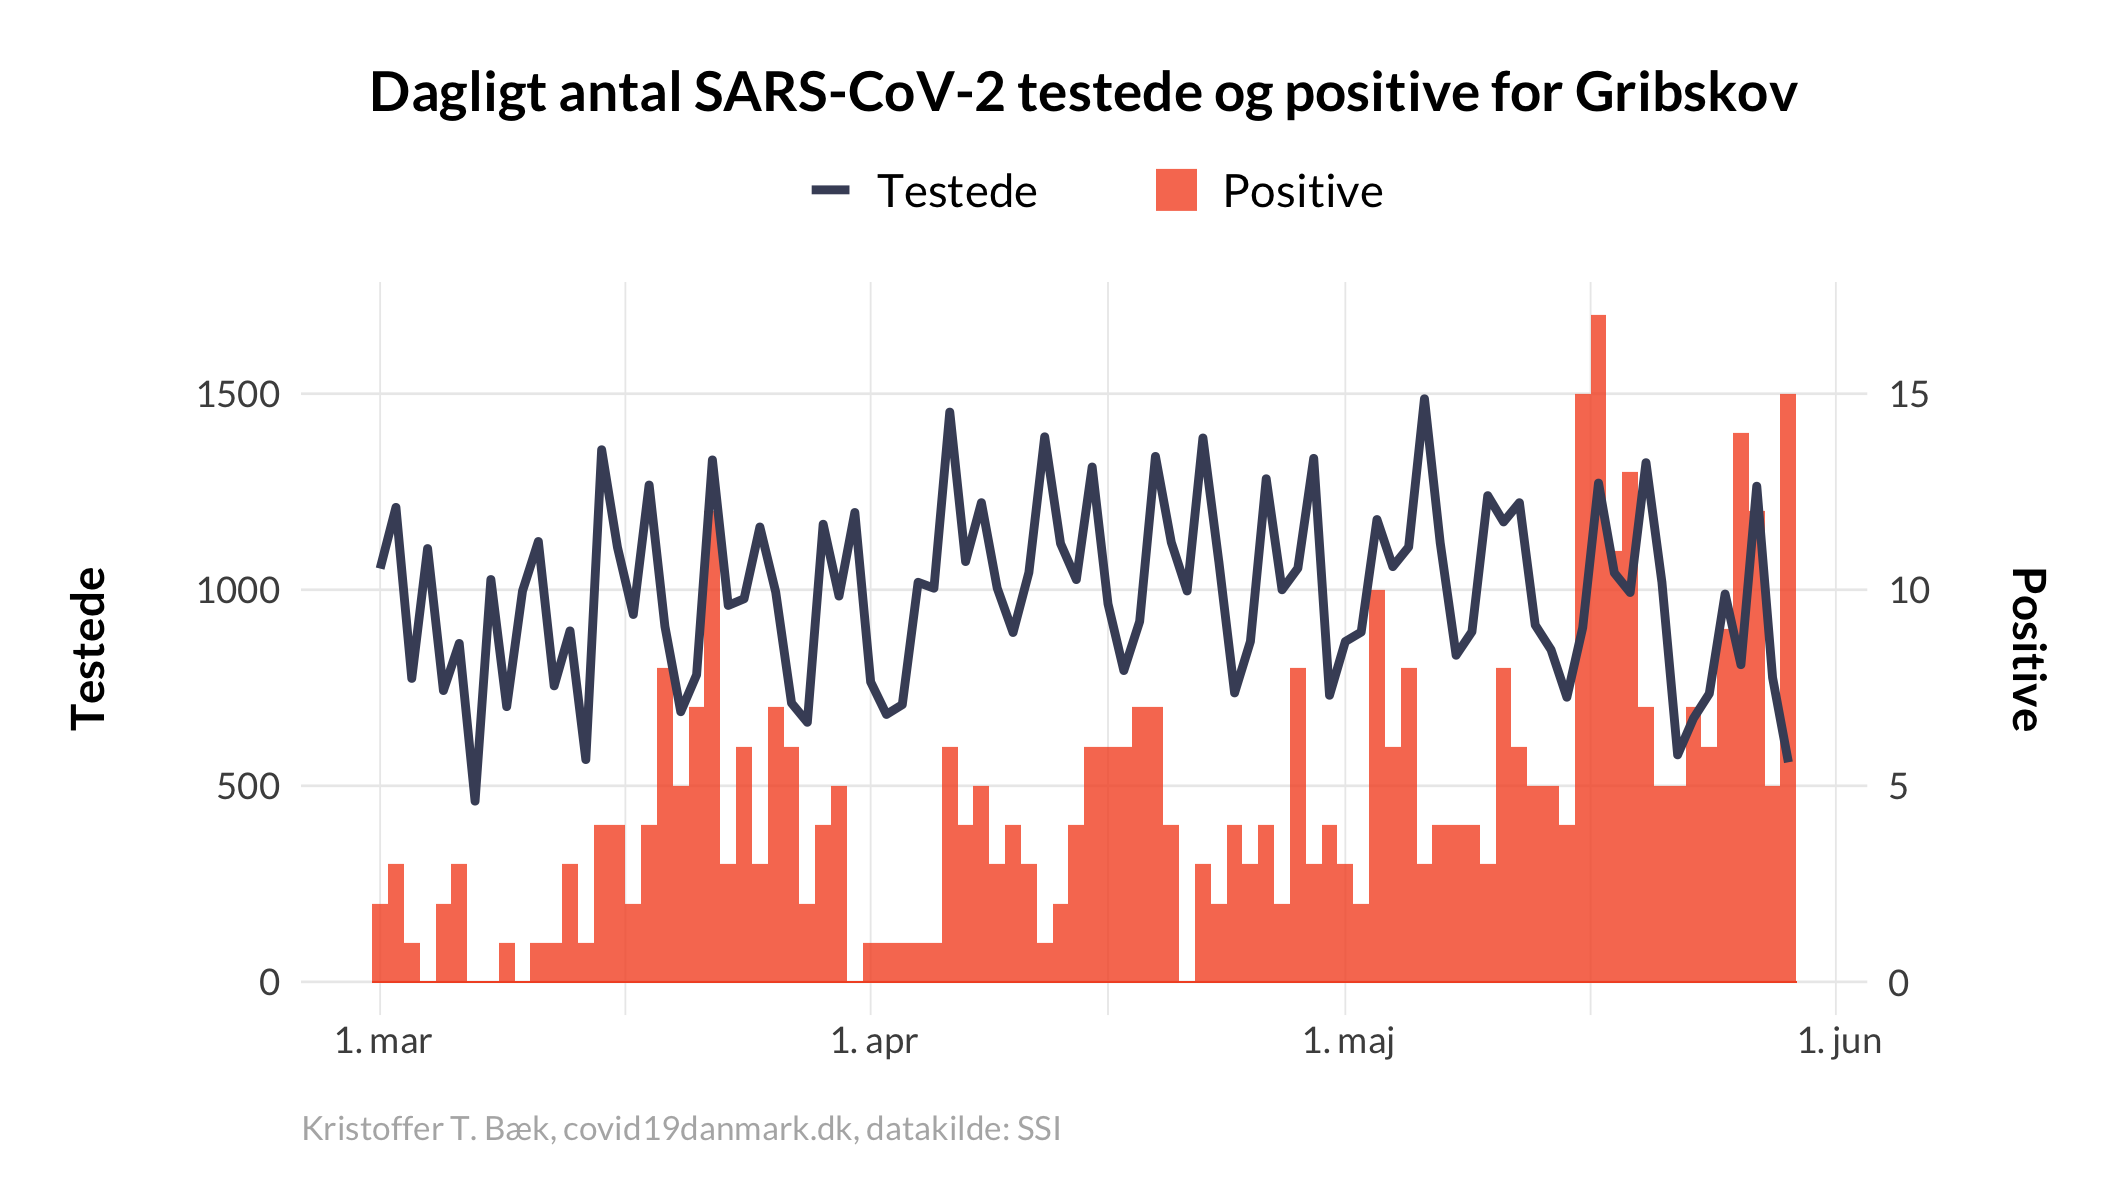 Dagligt antal SARS-CoV-2 testede og positive for Gribskov
Testede Positive
1500 15
1000 10
500 5
0 0
Testede
Positive
1. mar 1. apr 1. maj 1. jun
Kristoffer T. Bæk, covid19danmark.dk, datakilde: SSI